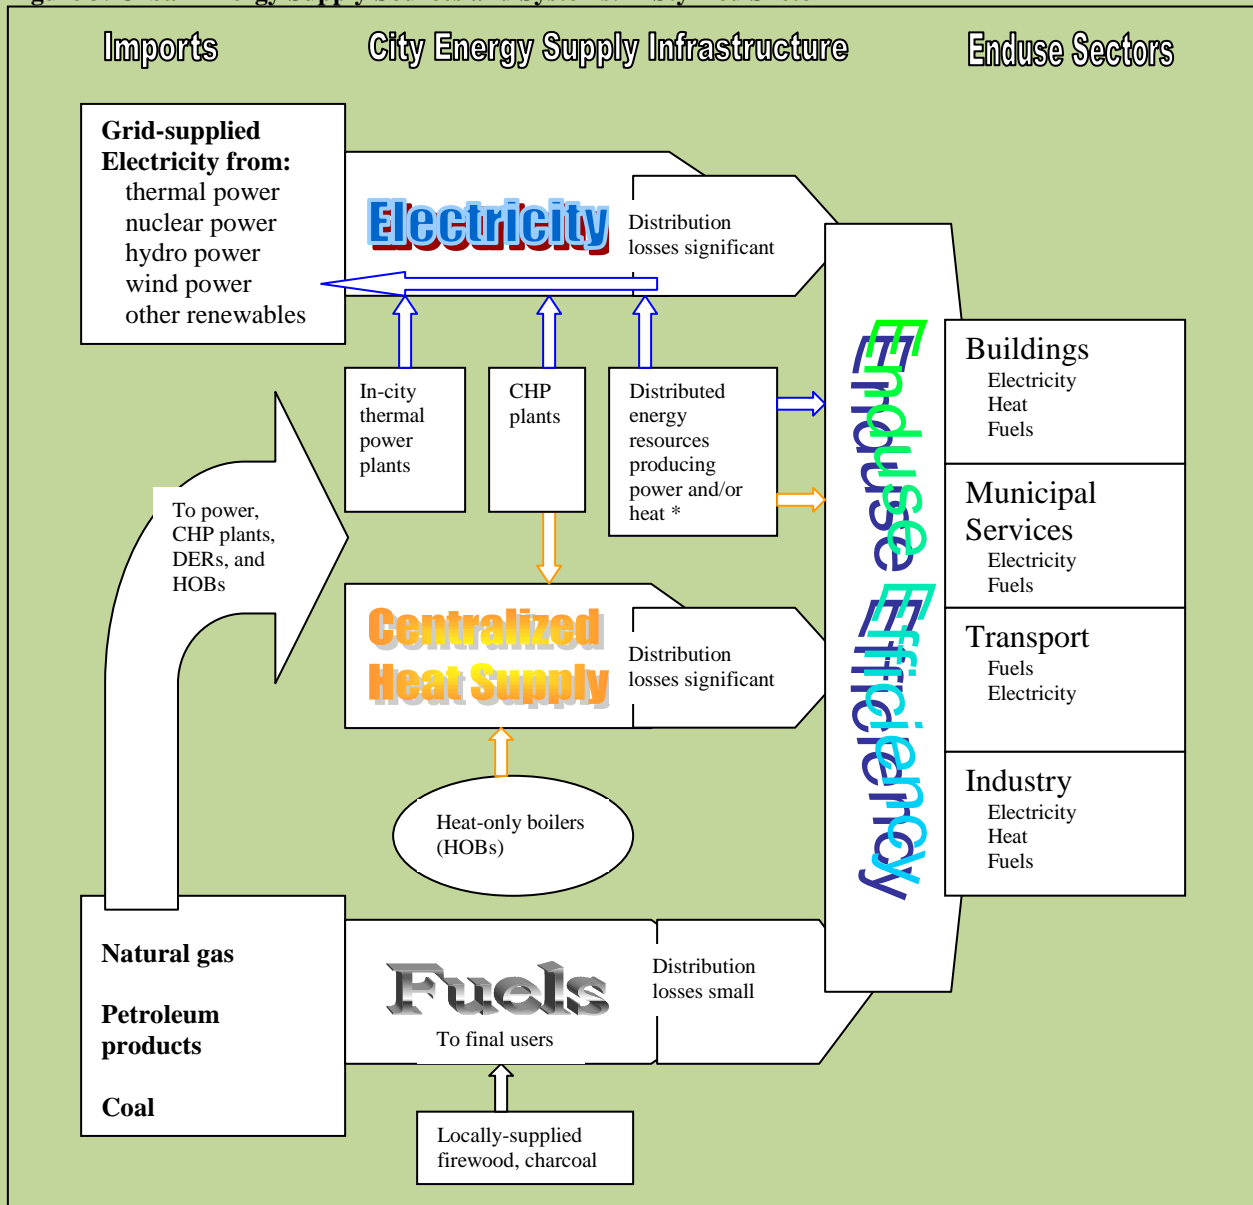 Imports
City Energy Supply Infrastructure
Enduse Sectors
Grid-supplied
Electricity from:
thermal power
nuclear power
hydro power
wind power
other renewables
Electricity
Distribution
losses significant
In-city
thermal
power
plants
CHP
plants
Distributed
energy
resources
producing
power and/or
heat *
To power,
CHP plants,
DERs, and
HOBs
Centralized
Heat Supply
Distribution
losses significant
Heat-only boilers
(HOBs)
Natural gas
Petroleum
products
Coal
Fuels
To final users
Distribution
losses small
Locally-supplied
firewood, charcoal
Enduse Efficiency
Buildings
Electricity
Heat
Fuels
Municipal
Services
Electricity
Fuels
Transport
Fuels
Electricity
Industry
Electricity
Heat
Fuels